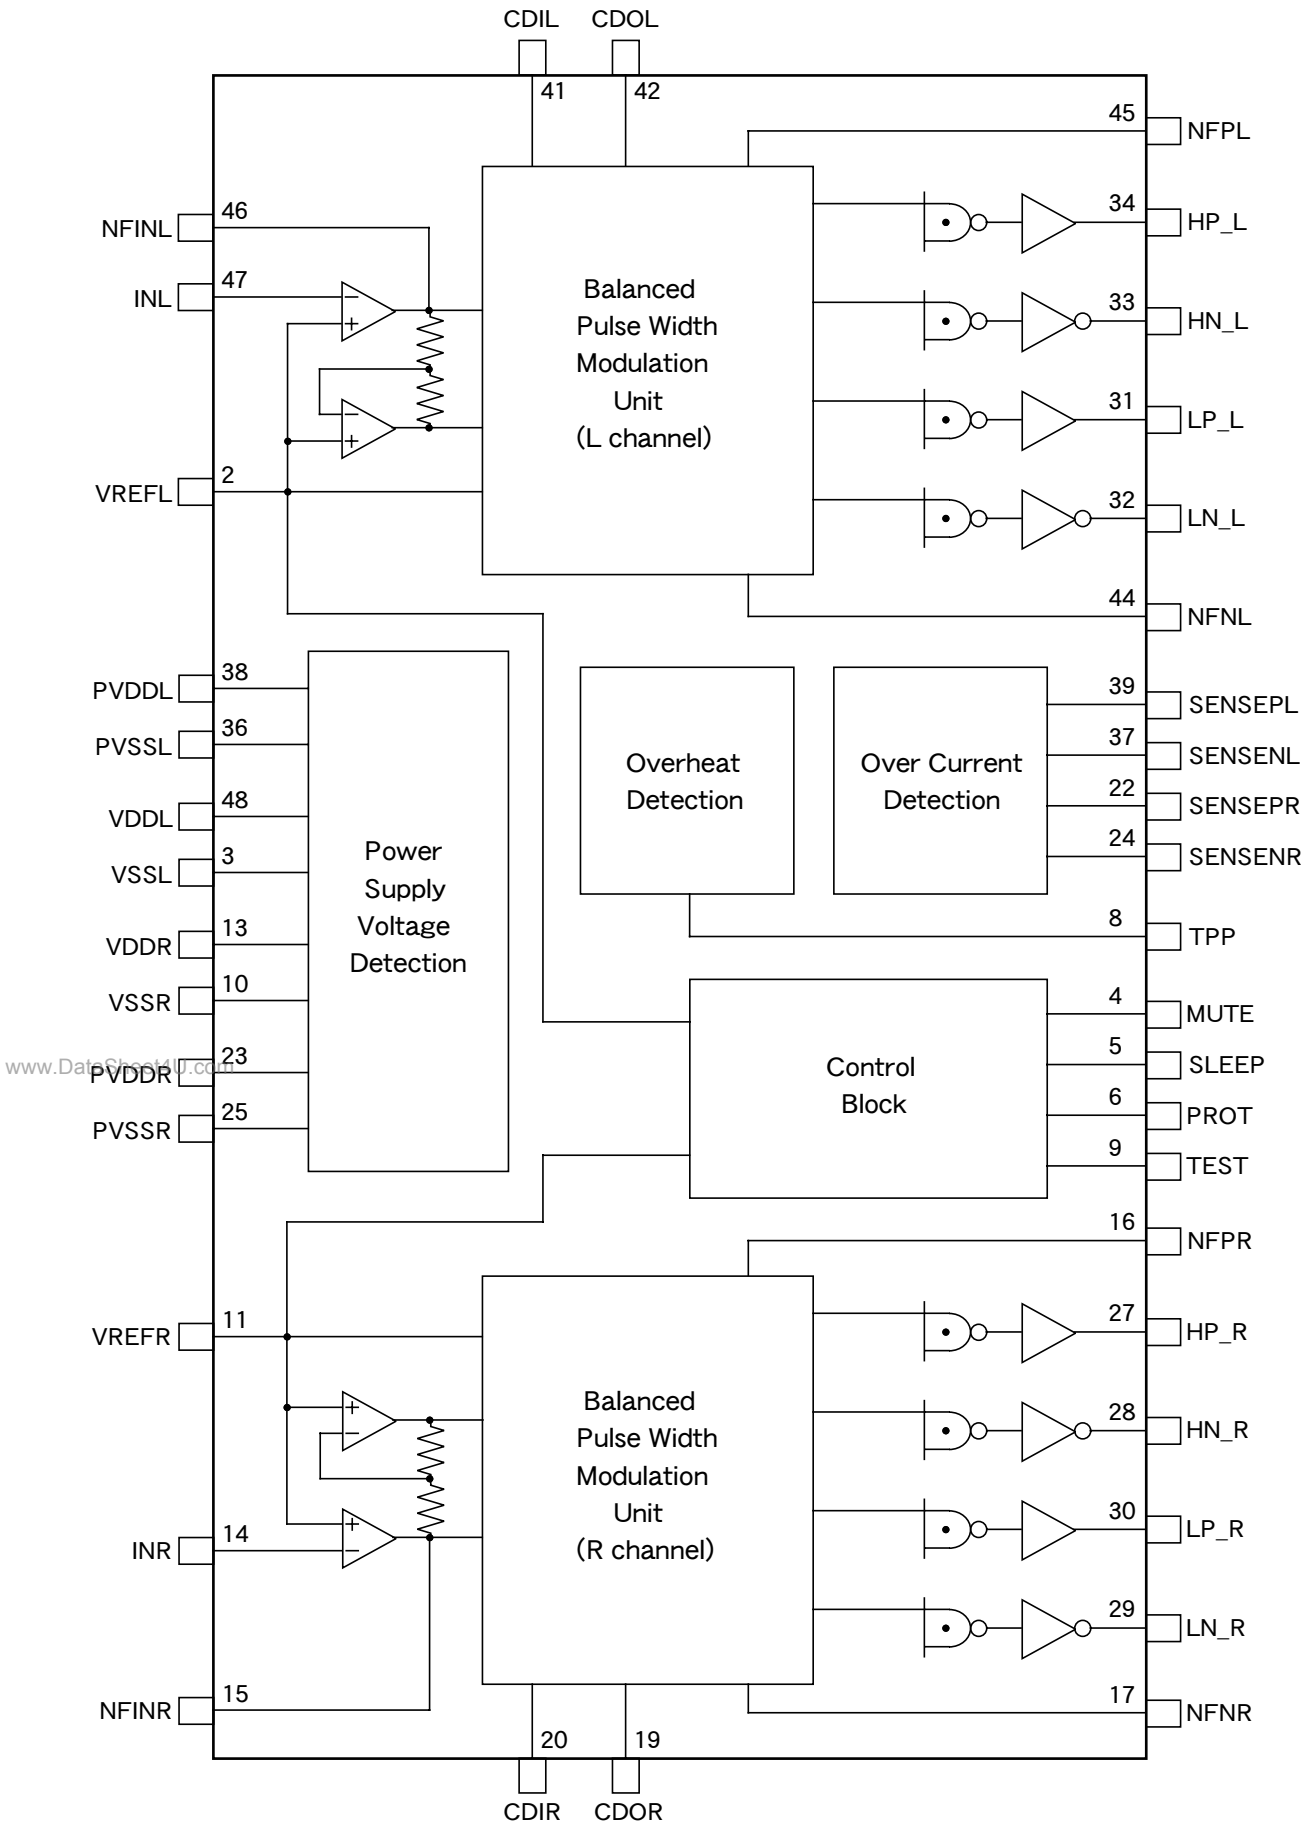 CDIL CDOL
41 42
45 NFPL
NFINL 46
34 HP_L
INL 47
Balanced
Pulse Width
Modulation
Unit
(L channel)
33 HN_L
31 LP_L
VREFL 2
32 LN_L
44 NFNL
PVDDL 38
PVSSL 36
VDDL 48
VSSL 3
VDDR 13
VSSR 10
PVDDR 23
www.DataSheet4U.com
PVSSR 25
Power
Supply
Voltage
Detection
Overheat
Detection
Over Current
Detection
39 SENSEPL
37 SENSENL
22 SENSEPR
24 SENSENR
8 TPP
Control
Block
4 MUTE
5 SLEEP
6 PROT
9 TEST
16 NFPR
VREFR 11
27 HP_R
Balanced
Pulse Width
Modulation
Unit
(R channel)
28 HN_R
INR 14
30 LP_R
29 LN_R
NFINR 15
17 NFNR
20 19
CDIR CDOR